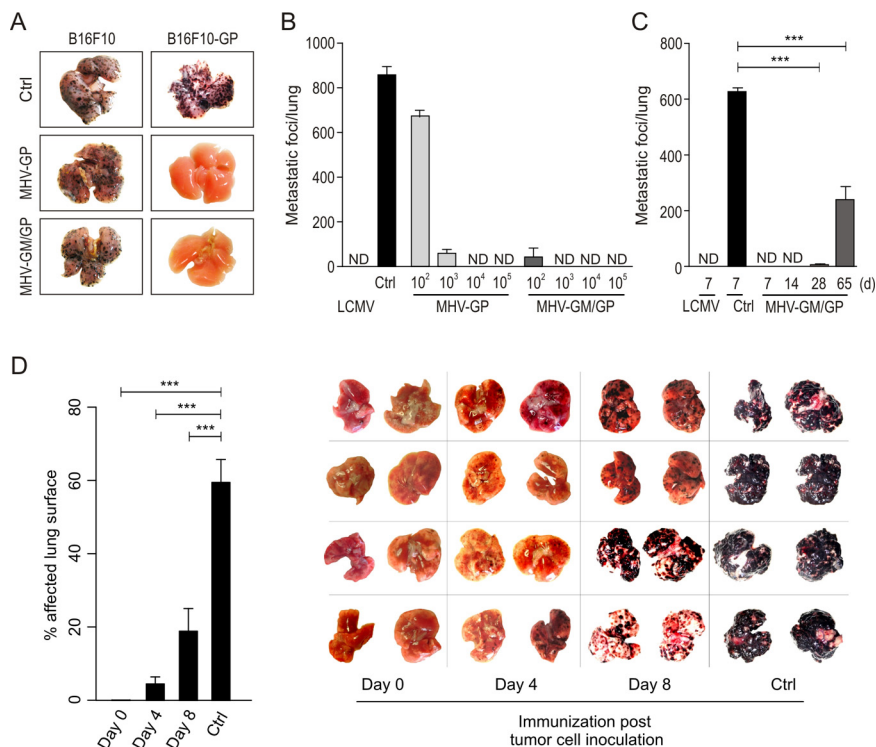 A
B16F10
B16F10-GP
Ctrl
MHV-GP
MHV-GM/GP
B
Metastatic foci/lung
1000
800
600
400
200
0
ND
ND ND
ND ND ND
Ctrl
10² 10³ 10⁴ 10⁵
10² 10³ 10⁴ 10⁵
LCMV
MHV-GP
MHV-GM/GP
C
Metastatic foci/lung
800
600
400
200
0
***
***
ND
ND ND
7 7 7 14 28 65 (d)
LCMV
Ctrl
MHV-GM/GP
D
% affected lung surface
80
60
40
20
0
***
***
***
Day 0
Day 4
Day 8
Ctrl
Day 0
Day 4
Day 8
Ctrl
Immunization post
tumor cell inoculation